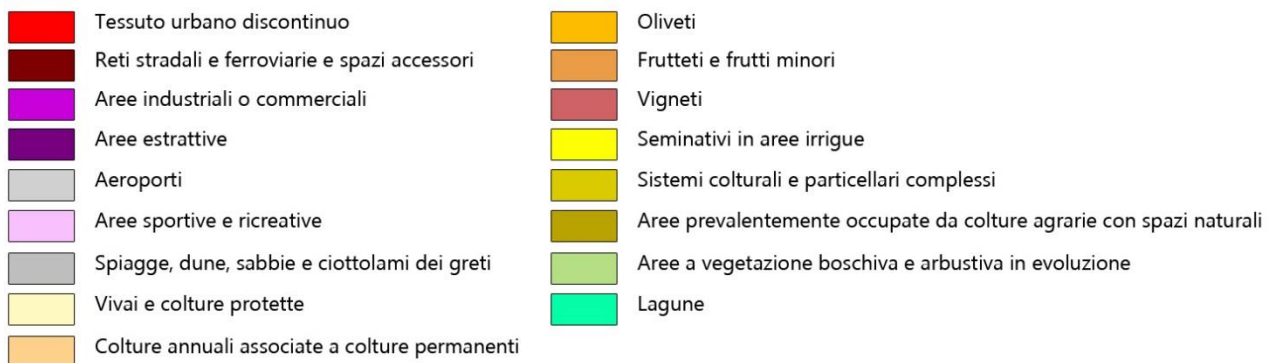 Tessuto urbano discontinuo
Reti stradali e ferroviarie e spazi accessori
Aree industriali o commerciali
Aree estrattive
Aeroporti
Aree sportive e ricreative
Spiagge, dune, sabbie e ciottolami dei greti
Vivai e colture protette
Colture annuali associate a colture permanenti
Oliveti
Frutteti e frutti minori
Vigneti
Seminativi in aree irrigue
Sistemi colturali e particellari complessi
Aree prevalentemente occupate da colture agrarie con spazi naturali
Aree a vegetazione boschiva e arbustiva in evoluzione
Lagune